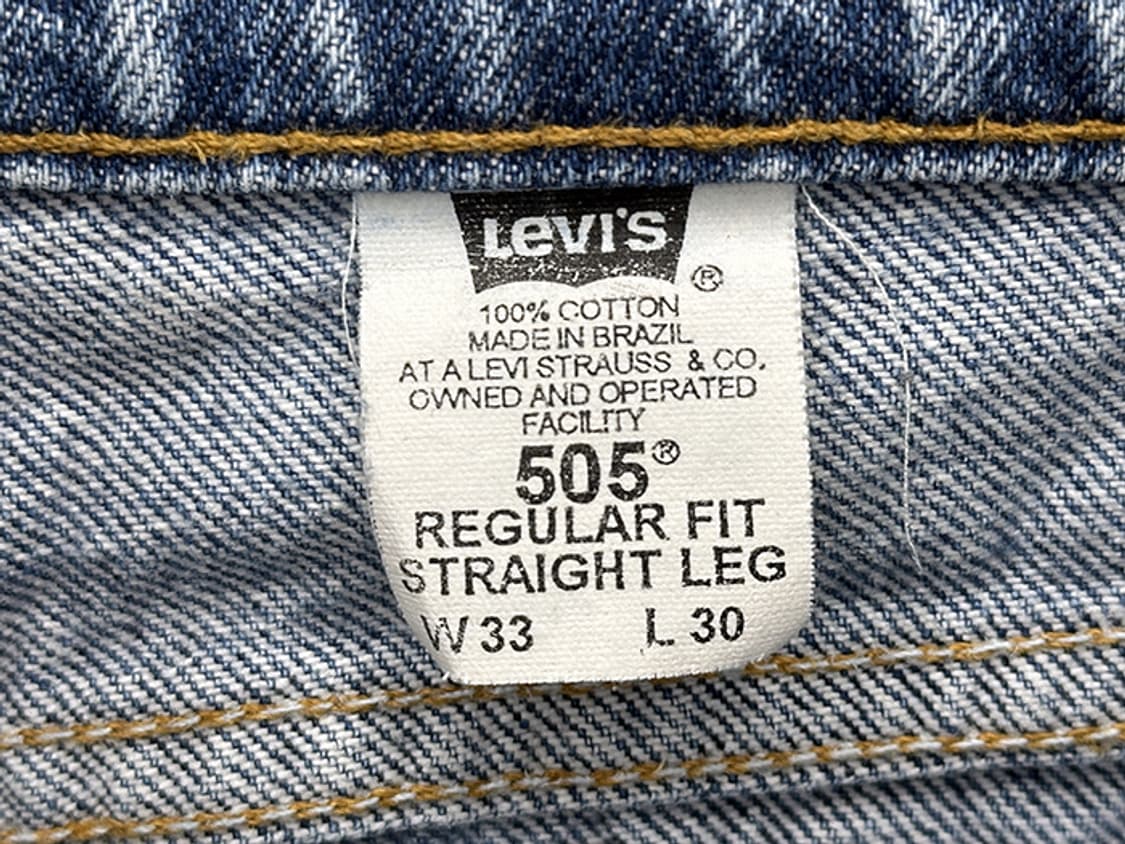 LEVI'S
®
100% COTTON
MADE IN BRAZIL
AT A LEVI STRAUSS & CO.
OWNED AND OPERATED
FACILITY
505®
REGULAR FIT
STRAIGHT LEG
W 33 L 30